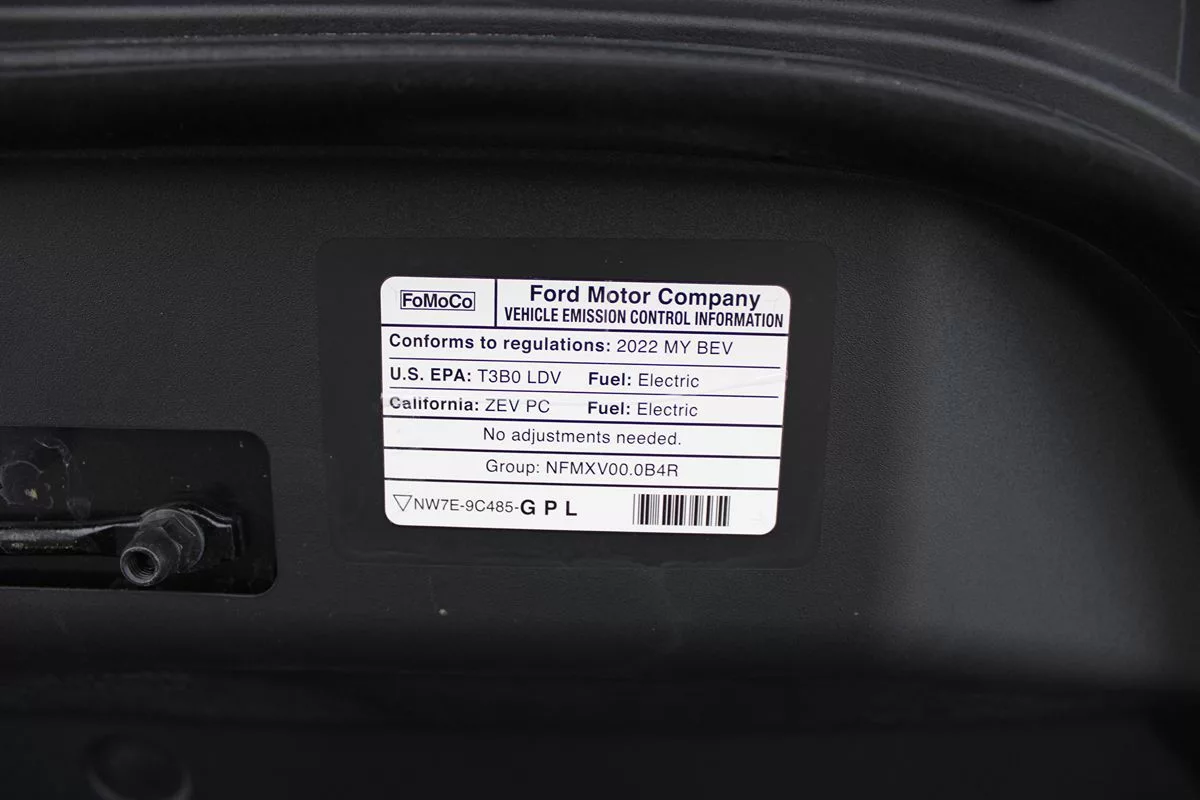 FoMoCo
Ford Motor Company
VEHICLE EMISSION CONTROL INFORMATION
Conforms to regulations: 2022 MY BEV
U.S. EPA: T3B0 LDV Fuel: Electric
California: ZEV PC Fuel: Electric
No adjustments needed.
Group: NFMXV00.0B4R
NW7E-9C485-G P L